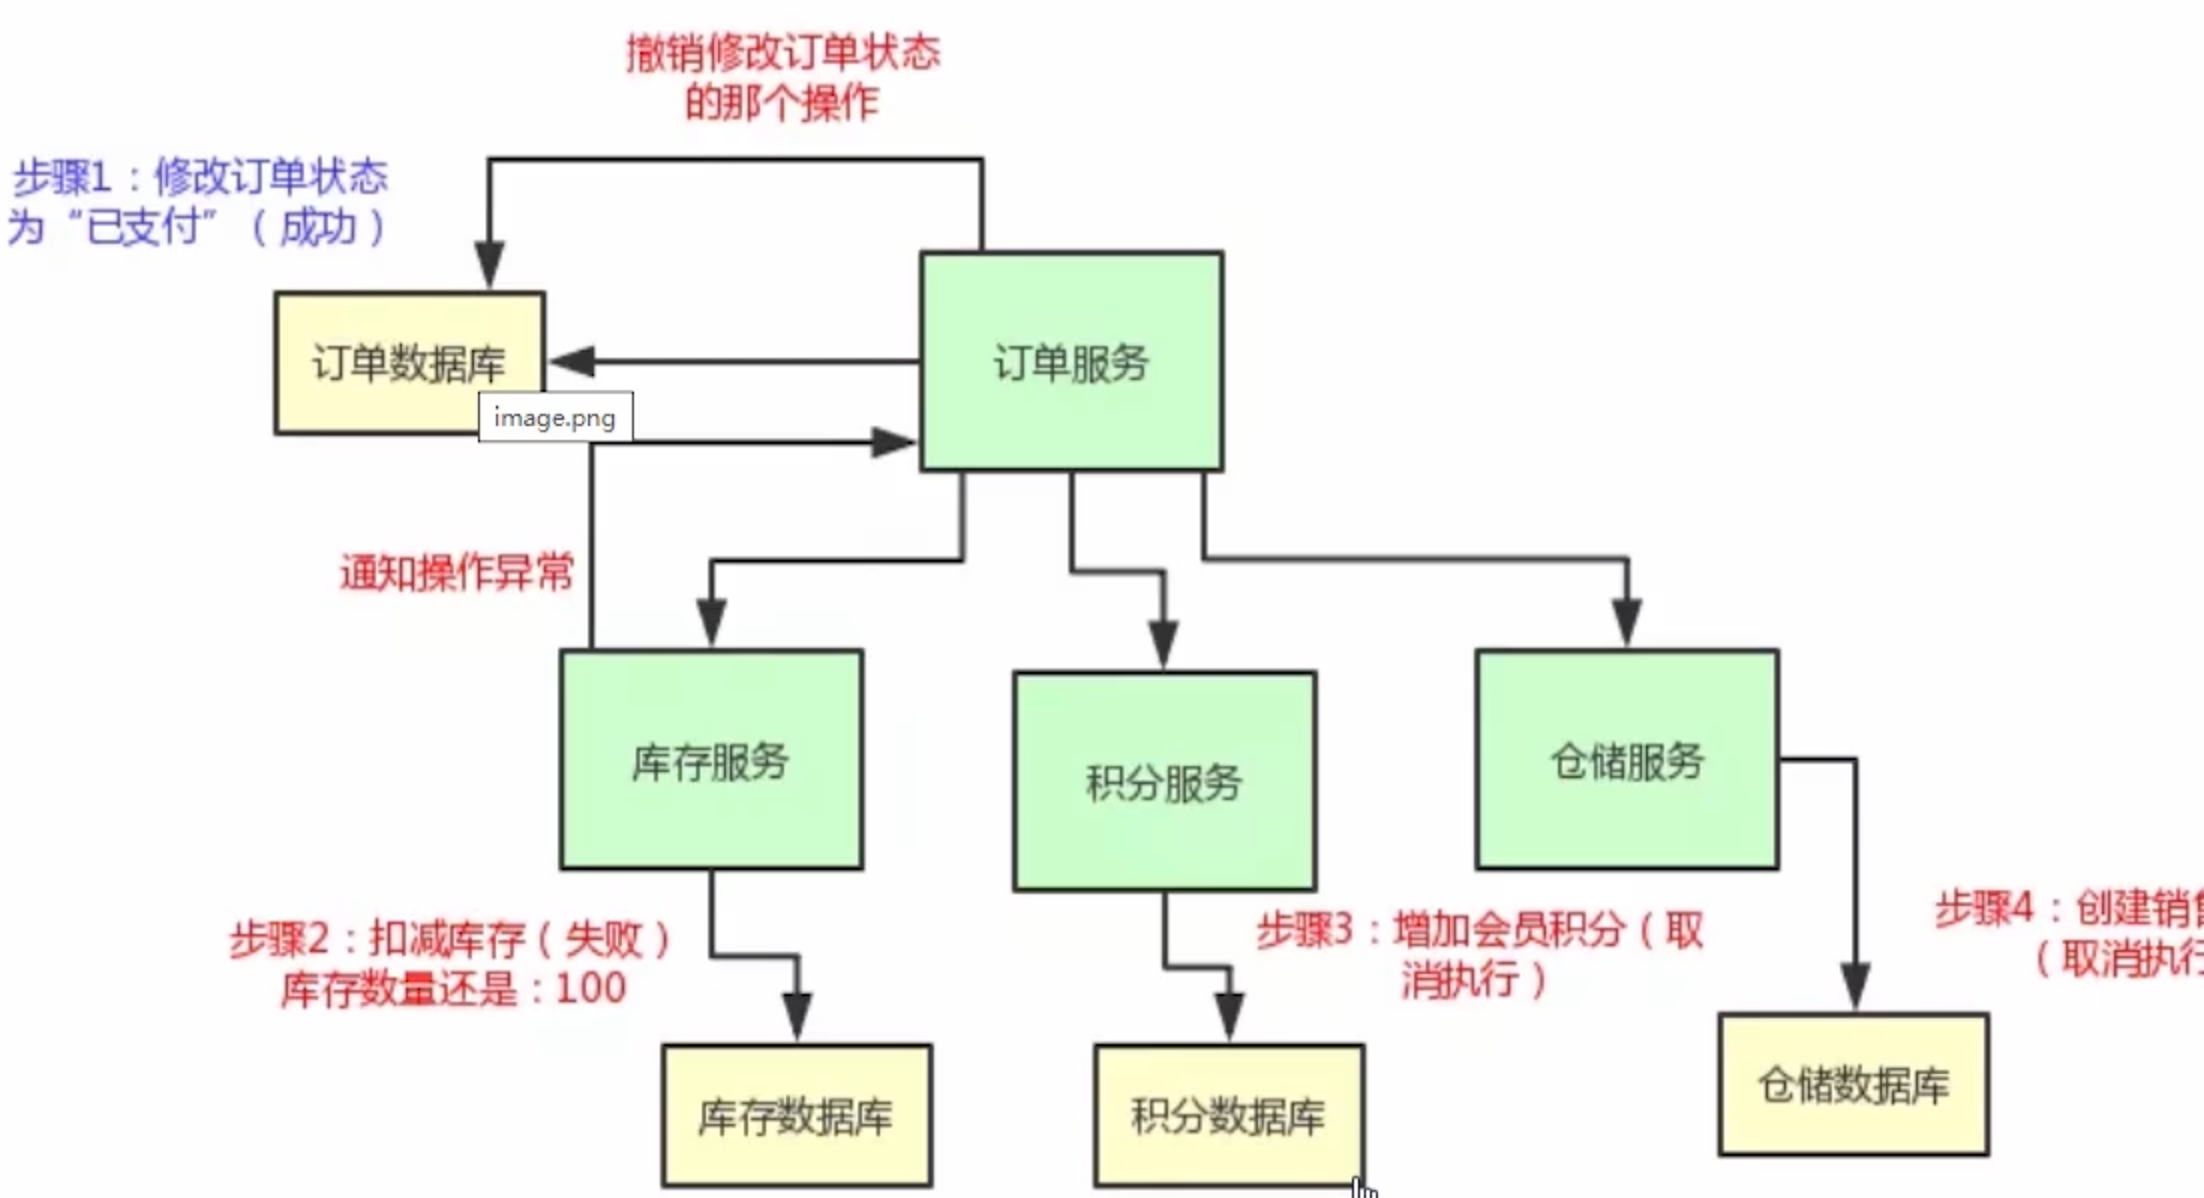 撤销修改订单状态
的那个操作
步骤1：修改订单状态
为“已支付”（成功）
订单数据库
订单服务
image.png
通知操作异常
库存服务
积分服务
仓储服务
步骤2：扣减库存（失败）
库存数量还是：100
步骤3：增加会员积分（取
消执行）
步骤4：创建销售
（取消执行
库存数据库
积分数据库
仓储数据库